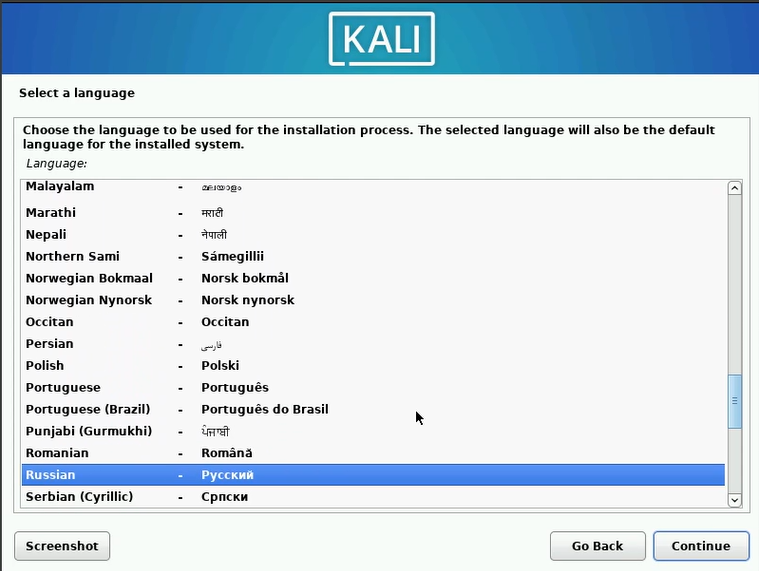 KALI
Select a language
Choose the language to be used for the installation process. The selected language will also be the default
language for the installed system.
Language:
Malayalam - മലയാളം
Marathi - मराठी
Nepali - नेपाली
Northern Sami - Sámegillii
Norwegian Bokmaal - Norsk bokmål
Norwegian Nynorsk - Norsk nynorsk
Occitan - Occitan
Persian - فارسی
Polish - Polski
Portuguese - Português
Portuguese (Brazil) - Português do Brasil
Punjabi (Gurmukhi) - ਪੰਜਾਬੀ
Romanian - Română
Russian - Русский
Serbian (Cyrillic) - Српски
Screenshot Go Back Continue